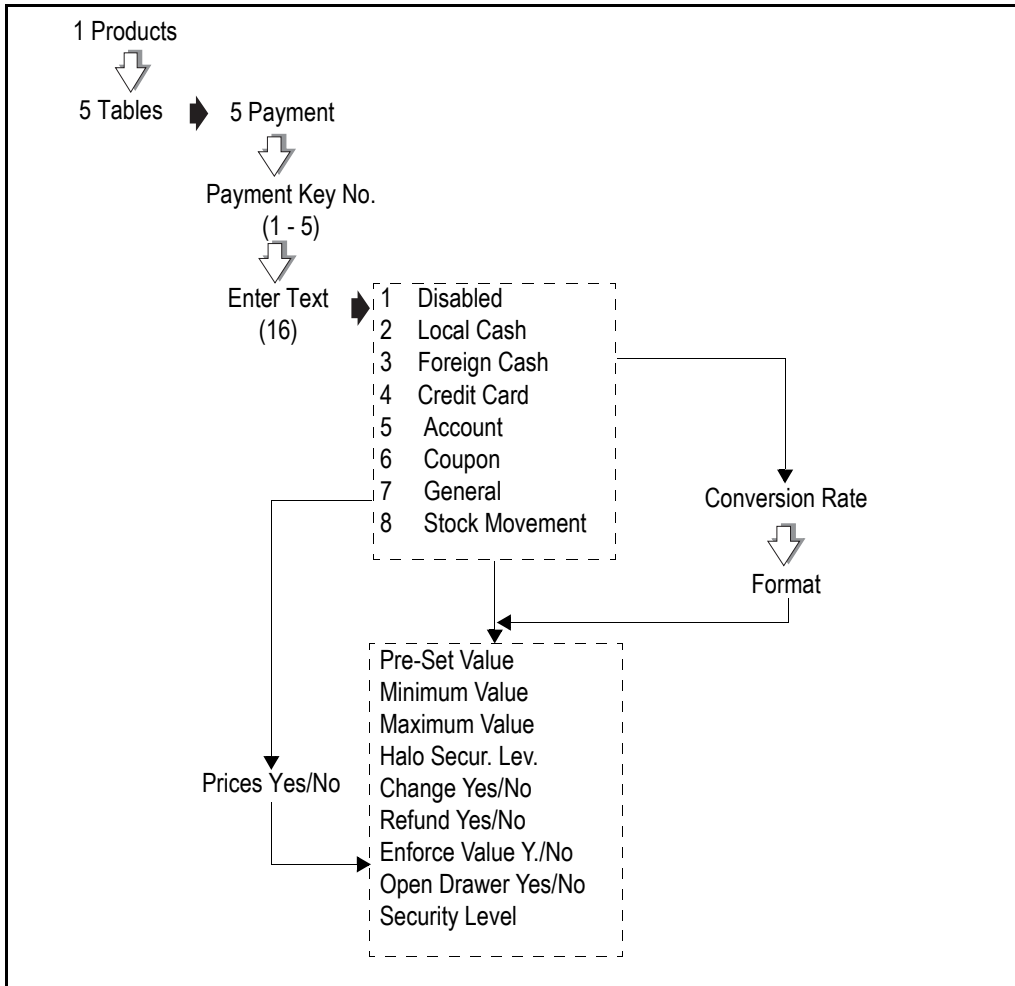 1 Products
5 Tables
5 Payment
Payment Key No.
(1 - 5)
Enter Text
(16)
1 Disabled
2 Local Cash
3 Foreign Cash
4 Credit Card
5 Account
6 Coupon
7 General
8 Stock Movement
Conversion Rate
Format
Pre-Set Value
Minimum Value
Maximum Value
Halo Secur. Lev.
Change Yes/No
Refund Yes/No
Enforce Value Y./No
Open Drawer Yes/No
Security Level
Prices Yes/No